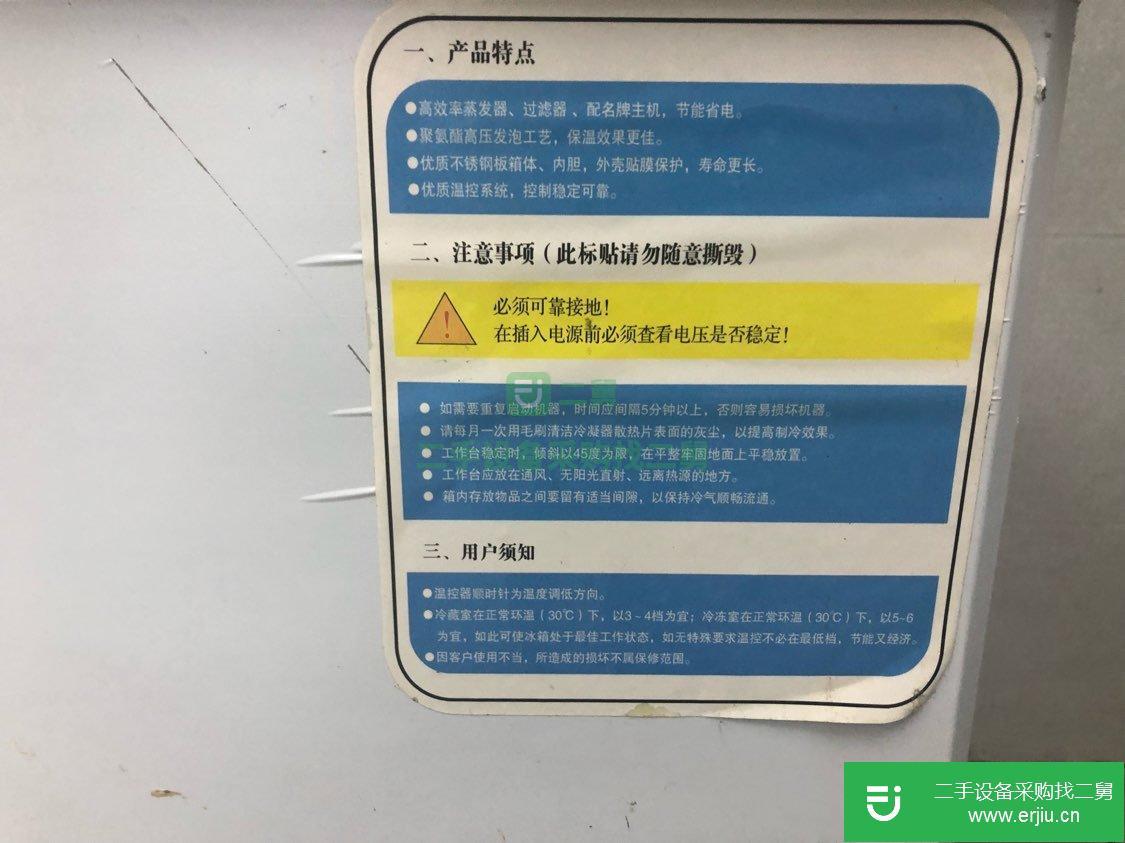 一、产品特点
●高效率蒸发器、过滤器、配名牌主机，节能省电。
●聚氨酯高压发泡工艺，保温效果更佳。
●优质不锈钢板箱体、内胆，外壳贴膜保护，寿命更长。
●优质温控系统，控制稳定可靠。
二、注意事项（此标贴请勿随意撕毁）
必须可靠接地！
在插入电源前必须查看电压是否稳定！
二舅
● 如需要重复启动机器，时间应间隔5分钟以上，否则容易损坏机器。
● 请每月一次用毛刷清洁冷凝器散热片表面的灰尘，以提高制冷效果。
二手设备采购找二舅
● 工作台稳定时，倾斜以45度为限，在平整牢固地面上平稳放置。
● 工作台应放在通风、无阳光直射、远离热源的地方。
● 箱内存放物品之间要留有适当间隙，以保持冷气顺畅流通。
三、用户须知
●温控器顺时针为温度调低方向。
●冷藏室在正常环温（30℃）下，以3～4档为宜；冷冻室在正常环温（30℃）下，以5~6
为宜，如此可使冰箱处于最佳工作状态，如无特殊要求温控不必在最低档，节能又经济。
●因客户使用不当，所造成的损坏不属保修范围。
二手设备采购找二舅
www.erjiu.cn